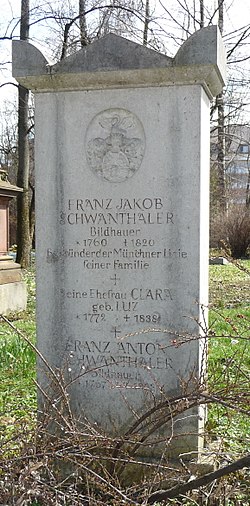 FRANZ JAKOB
SCHWANTHALER
Bildhauer
* 1760 † 1820
Begründer der Münchner Linie
seiner Familie
Seine Ehefrau CLARA
geb. LUZ
* 1772 † 1838
FRANZ ANTON
SCHWANTHALER
Bildhauer